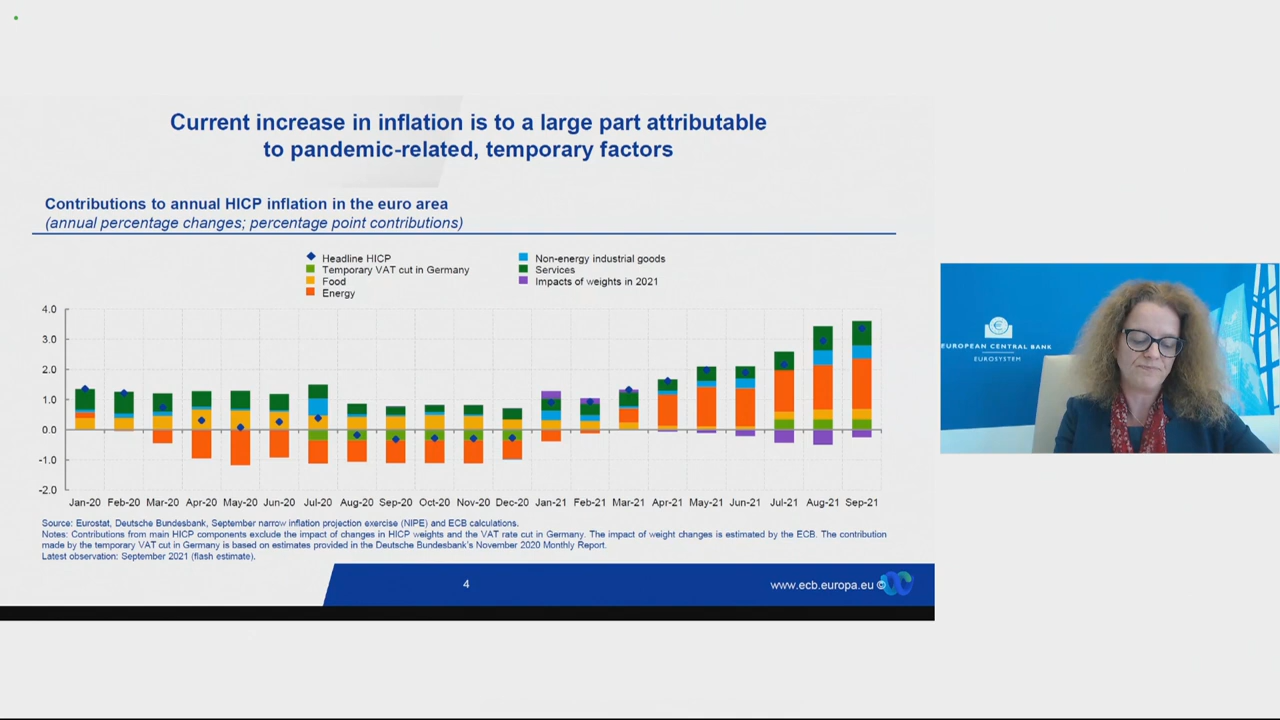 Current increase in inflation is to a large part attributable
to pandemic-related, temporary factors
Contributions to annual HICP inflation in the euro area
(annual percentage changes; percentage point contributions)
Headline HICP
Temporary VAT cut in Germany
Food
Energy
Non-energy industrial goods
Services
Impacts of weights in 2021
4.0
3.0
2.0
1.0
0.0
-1.0
-2.0
Jan-20 Feb-20 Mar-20 Apr-20 May-20 Jun-20 Jul-20 Aug-20 Sep-20 Oct-20 Nov-20 Dec-20 Jan-21 Feb-21 Mar-21 Apr-21 May-21 Jun-21 Jul-21 Aug-21 Sep-21
Source: Eurostat, Deutsche Bundesbank, September narrow inflation projection exercise (NIPE) and ECB calculations.
Notes: Contributions from main HICP components exclude the impact of changes in HICP weights and the VAT rate cut in Germany. The impact of weight changes is estimated by the ECB. The contribution
made by the temporary VAT cut in Germany is based on estimates provided in the Deutsche Bundesbank's November 2020 Monthly Report.
Latest observation: September 2021 (flash estimate).
4
www.ecb.europa.eu ©
EUROPEAN CENTRAL BANK
EUROSYSTEM